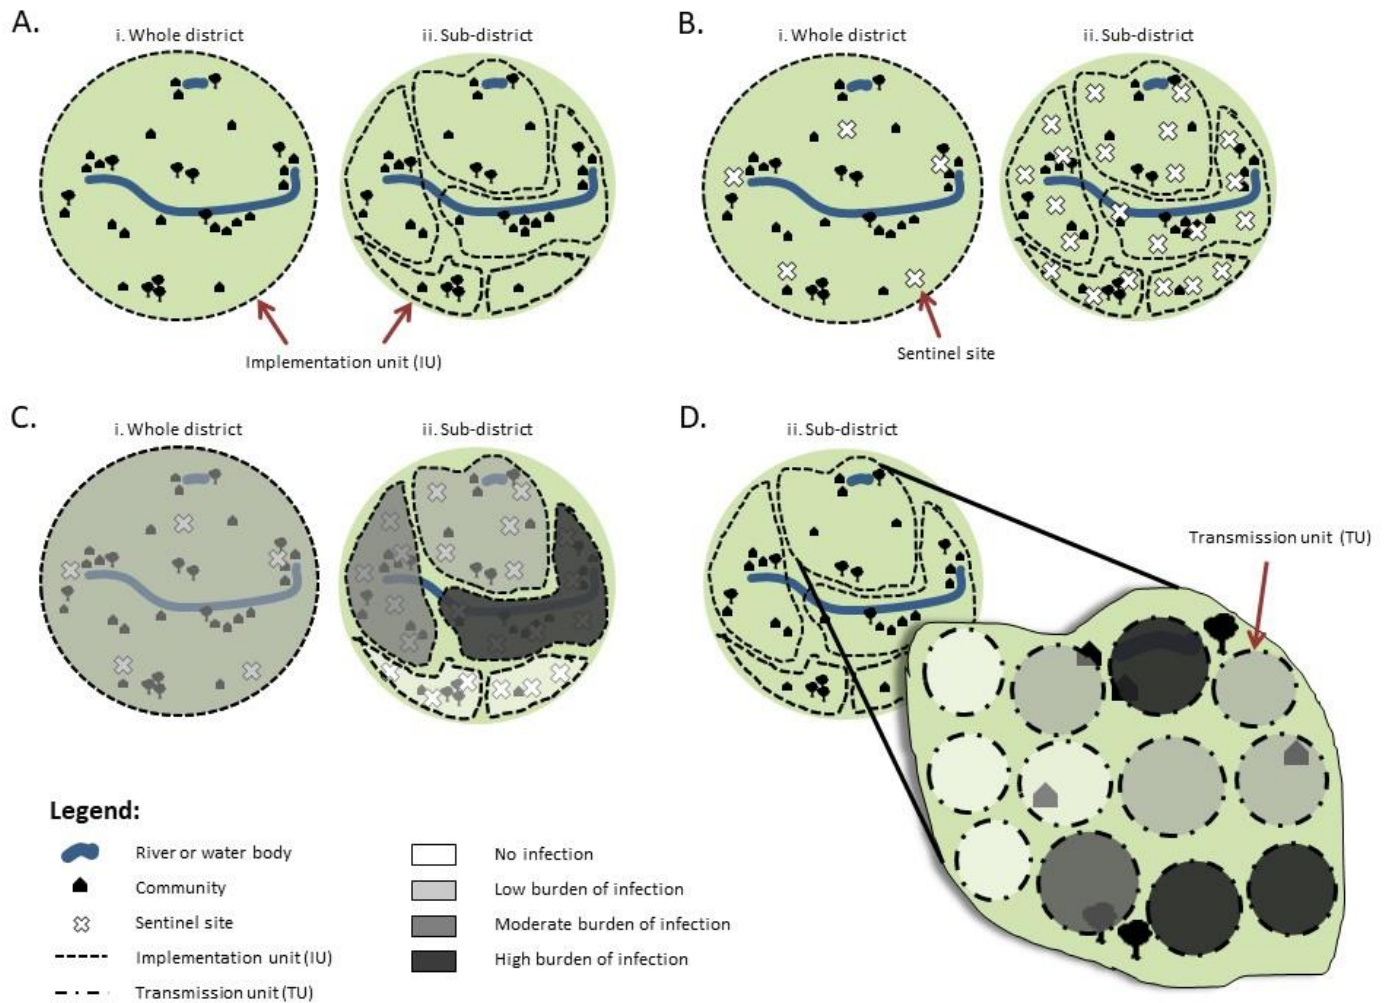 A.
i. Whole district
ii. Sub-district
Implementation unit (IU)
B.
i. Whole district
ii. Sub-district
Sentinel site
C.
i. Whole district
ii. Sub-district
D.
ii. Sub-district
Transmission unit (TU)
Legend:
River or water body
Community
Sentinel site
Implementation unit (IU)
Transmission unit (TU)
No infection
Low burden of infection
Moderate burden of infection
High burden of infection